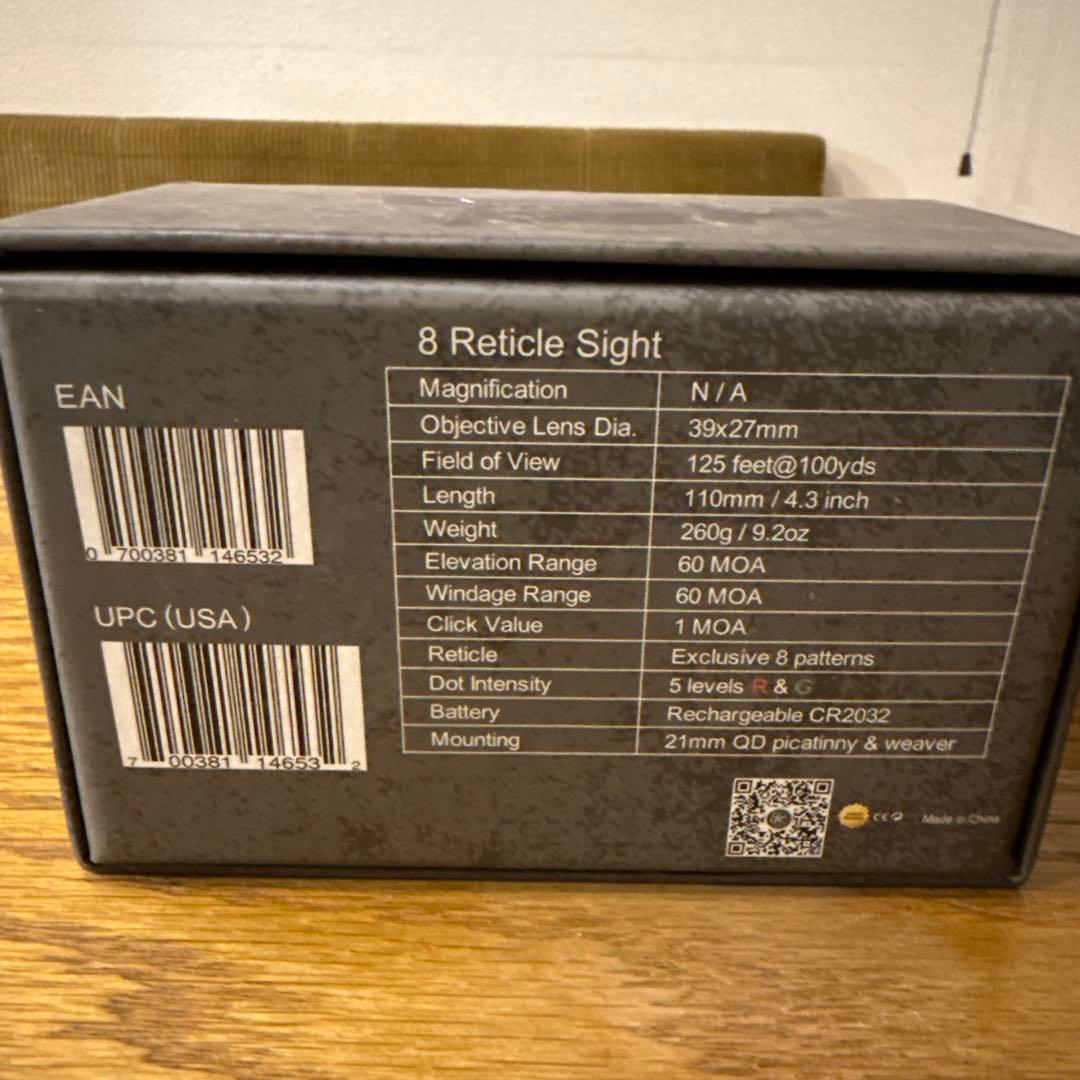 8 Reticle Sight
EAN
0 700381 146532
UPC (USA)
7 00381 14653 2
Magnification N / A
Objective Lens Dia. 39x27mm
Field of View 125 feet@100yds
Length 110mm / 4.3 inch
Weight 260g / 9.2oz
Elevation Range 60 MOA
Windage Range 60 MOA
Click Value 1 MOA
Reticle Exclusive 8 patterns
Dot Intensity 5 levels R & G
Battery Rechargeable CR2032
Mounting 21mm QD picatinny & weaver
CE
Made in China